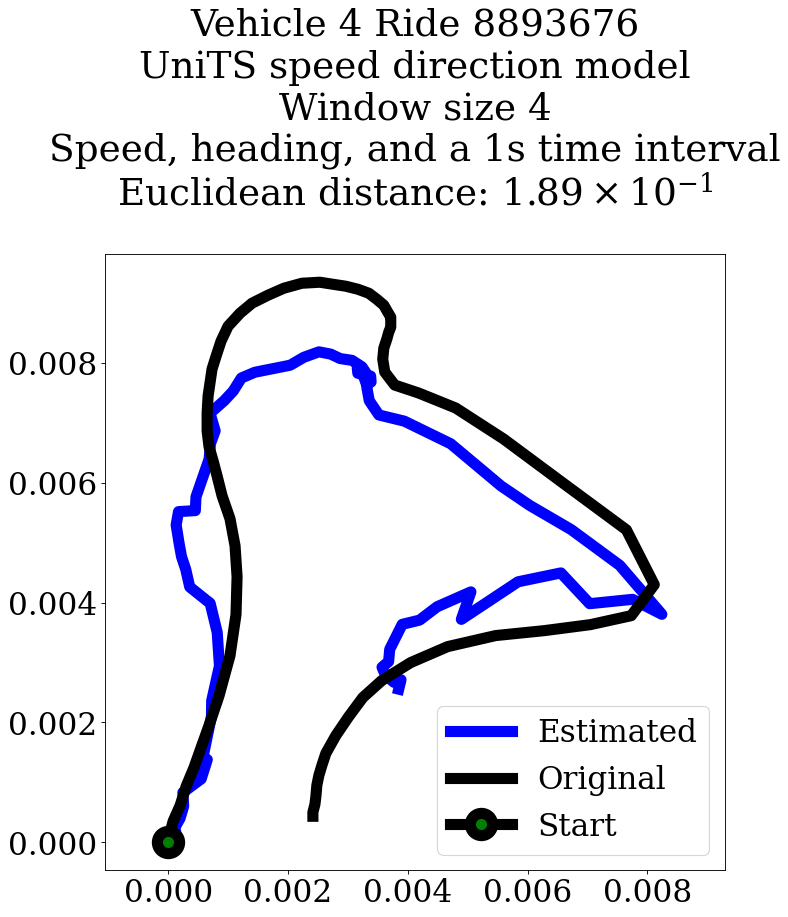 Vehicle 4 Ride 8893676
UniTS speed direction model
Window size 4
Speed, heading, and a 1s time interval
Euclidean distance: 1.89 × 10⁻¹
0.008
0.006
0.004
0.002
0.000
Estimated
Original
Start
0.000 0.002 0.004 0.006 0.008